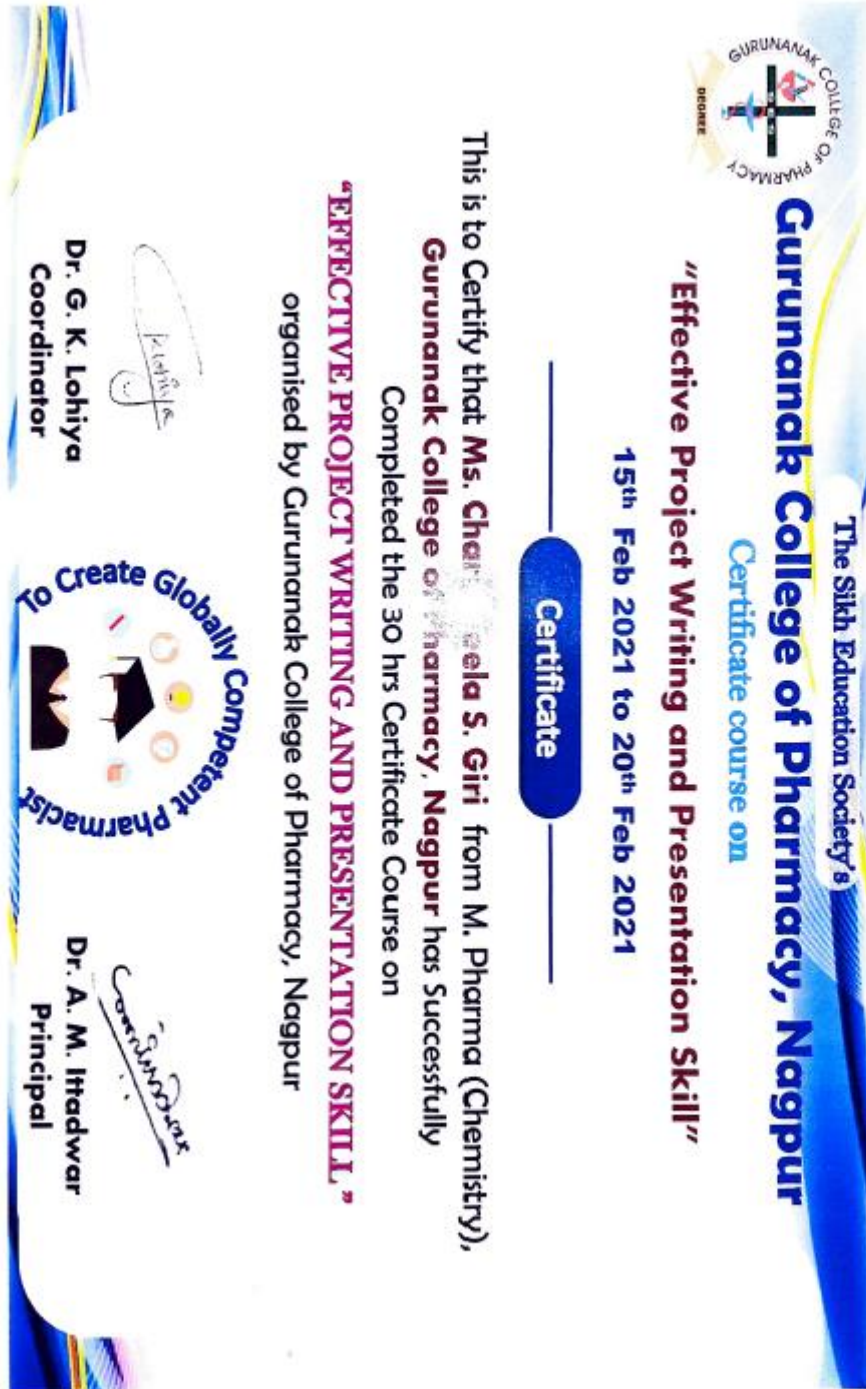 The Sikh Education Society's
GURUNANAK COLLEGE OF PHARMACY
SES
DEGREE
Gurunanak College of Pharmacy, Nagpur
Certificate course on
"Effective Project Writing and Presentation Skill"
15th Feb 2021 to 20th Feb 2021
Certificate
This is to Certify that Ms. S. Giri from M. Pharma (Chemistry),
Gurunanak College of Pharmacy, Nagpur has Successfully
Completed the 30 hrs Certificate Course on
"EFFECTIVE PROJECT WRITING AND PRESENTATION SKILL "
organised by Gurunanak College of Pharmacy, Nagpur
Dr. G. K. Lohiya
Coordinator
To Create Globally Competent pharmacist
Dr. A. M. Ittadwar
Principal